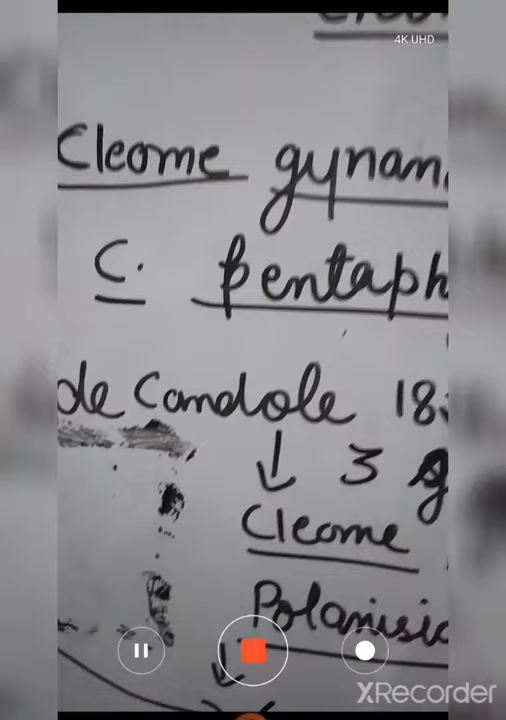 4K UHD
Cleome gynan
C. pentaph
de Candole 18
↓ 3 g
Cleome
Polanisia
XRecorder